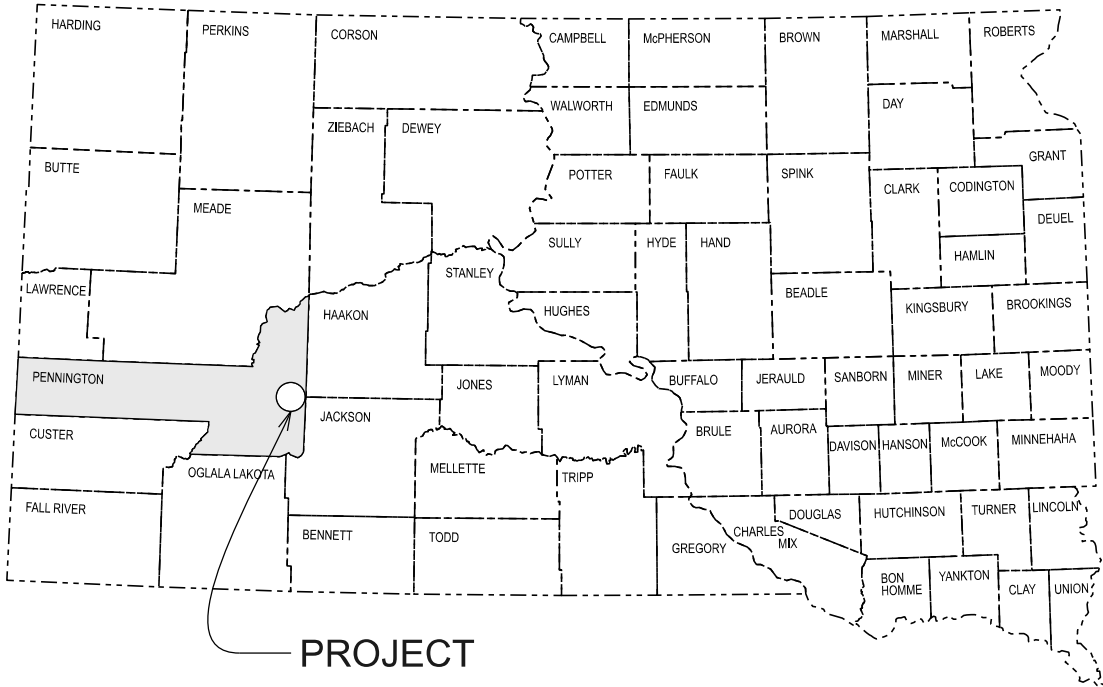 HARDING
PERKINS
CORSON
CAMPBELL
McPHERSON
BROWN
MARSHALL
ROBERTS
WALWORTH
EDMUNDS
DAY
ZIEBACH
DEWEY
GRANT
BUTTE
POTTER
FAULK
SPINK
CLARK
CODINGTON
MEADE
DEUEL
SULLY
HYDE
HAND
HAMLIN
STANLEY
LAWRENCE
BEADLE
KINGSBURY
BROOKINGS
HAAKON
HUGHES
PENNINGTON
JONES
LYMAN
BUFFALO
JERAULD
SANBORN
MINER
LAKE
MOODY
JACKSON
CUSTER
BRULE
AURORA
DAVISON
HANSON
McCOOK
MINNEHAHA
OGLALA LAKOTA
MELLETTE
TRIPP
FALL RIVER
BENNETT
TODD
GREGORY
CHARLES
MIX
DOUGLAS
HUTCHINSON
TURNER
LINCOLN
BON
HOMME
YANKTON
CLAY
UNION
PROJECT